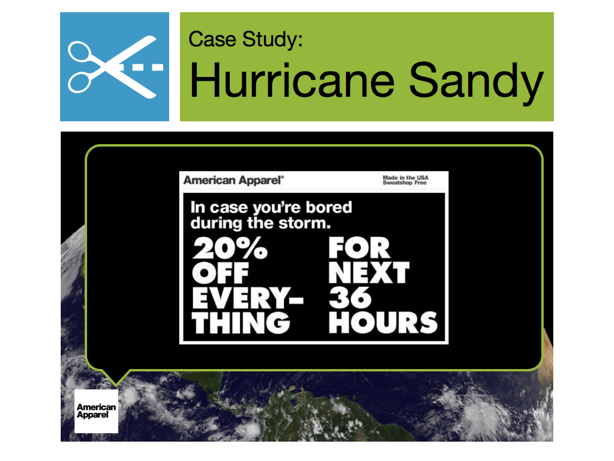 Case Study:
Hurricane Sandy
American Apparel®
Made in the USA
Sweatshop Free
In case you're bored
during the storm.
20%
OFF
EVERY–
THING
FOR
NEXT
36
HOURS
American
Apparel